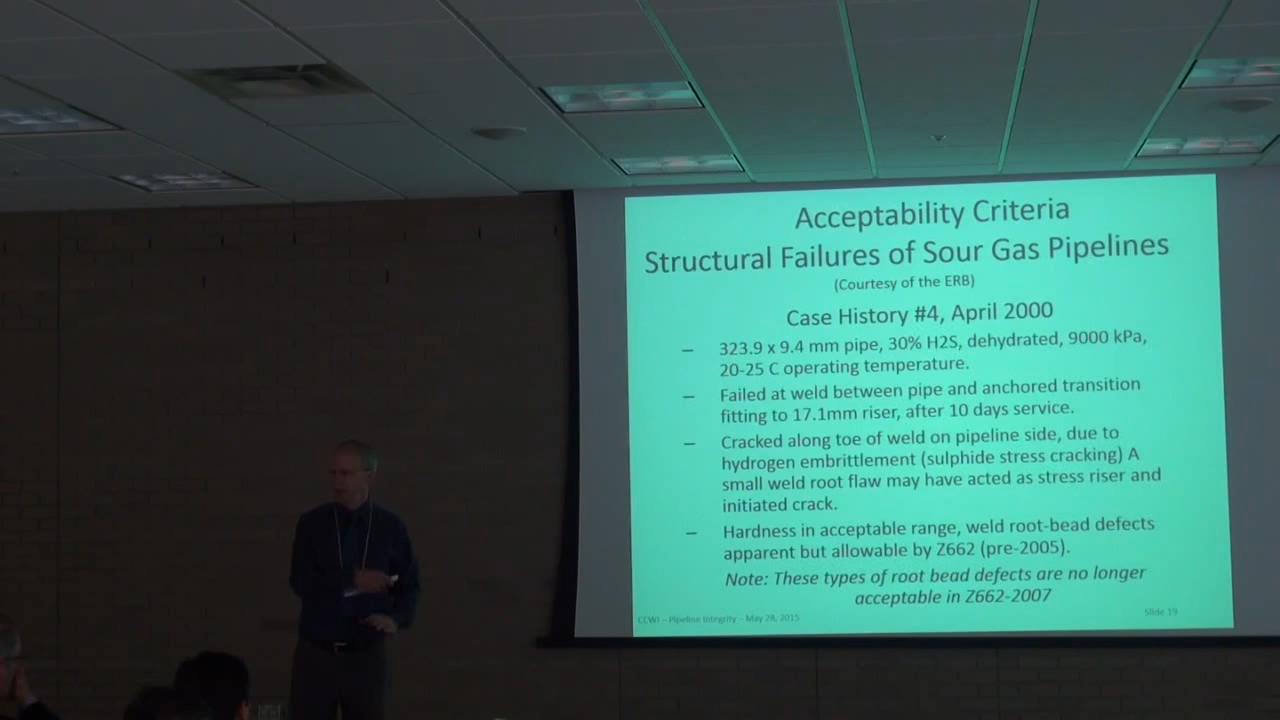 Acceptability Criteria
Structural Failures of Sour Gas Pipelines
(Courtesy of the ERB)
Case History #4, April 2000
– 323.9 x 9.4 mm pipe, 30% H2S, dehydrated, 9000 kPa,
20-25 C operating temperature.
– Failed at weld between pipe and anchored transition
fitting to 17.1mm riser, after 10 days service.
– Cracked along toe of weld on pipeline side, due to
hydrogen embrittlement (sulphide stress cracking) A
small weld root flaw may have acted as stress riser and
initiated crack.
– Hardness in acceptable range, weld root-bead defects
apparent but allowable by Z662 (pre-2005).
Note: These types of root bead defects are no longer
acceptable in Z662-2007
CCWI – Pipeline Integrity – May 28, 2015
Slide 19